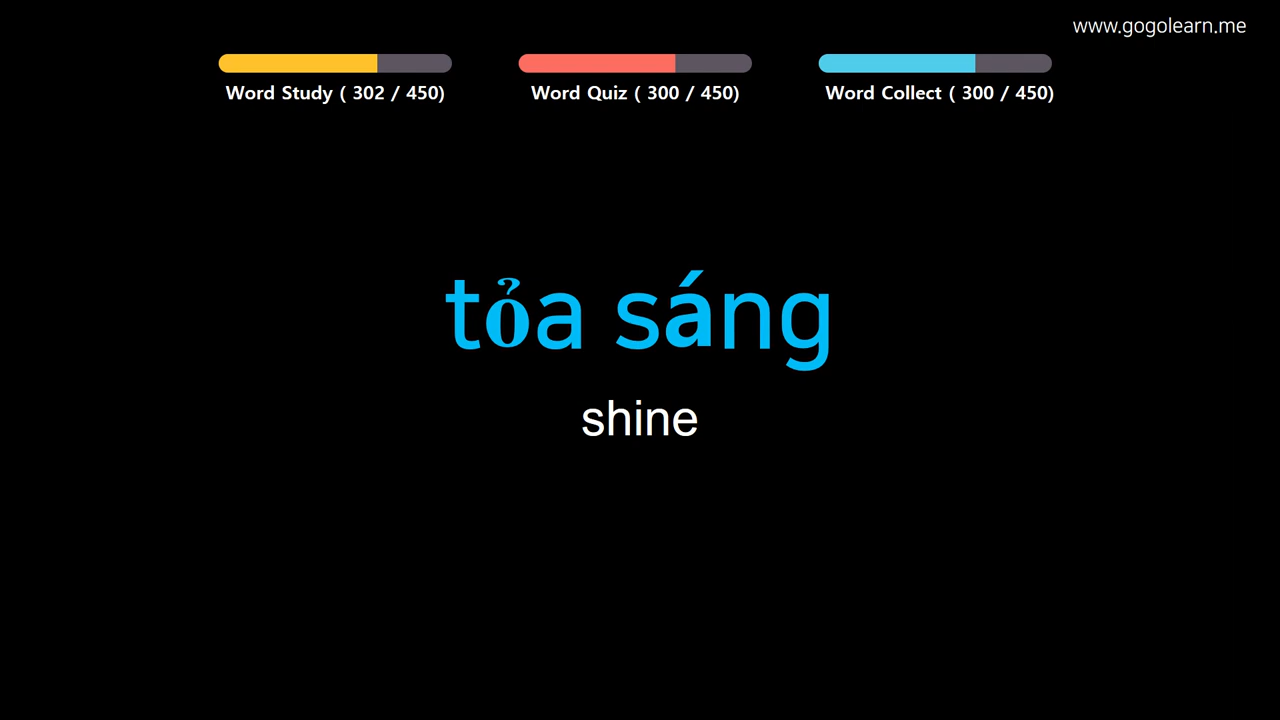 www.gogolearn.me
Word Study ( 302 / 450)
Word Quiz ( 300 / 450)
Word Collect ( 300 / 450)
tỏa sáng
shine